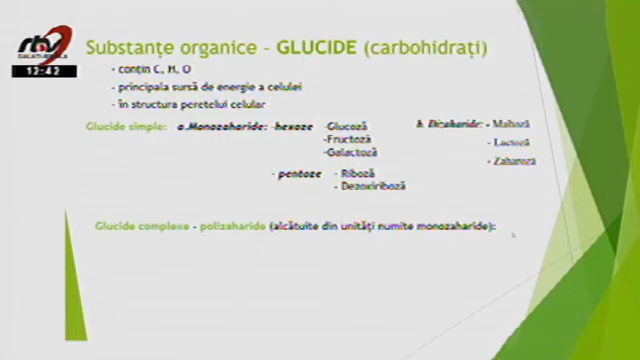 rtv
GALATI-BRAILA
12:42
Substanțe organice - GLUCIDE (carbohidrați)
- conțin C, H, O
- principala sursă de energie a celulei
- în structura peretelui celular
Glucide simple: a.Monozaharide: -hexoze -Glucoză b. Dizaharide: - Maltoză
-Fructoză
- Lactoză
-Galactoză
- Zaharoză
- pentoze - Riboză
- Dezoxiriboză
Glucide complexe - polizaharide (alcătuite din unități numite monozaharide):